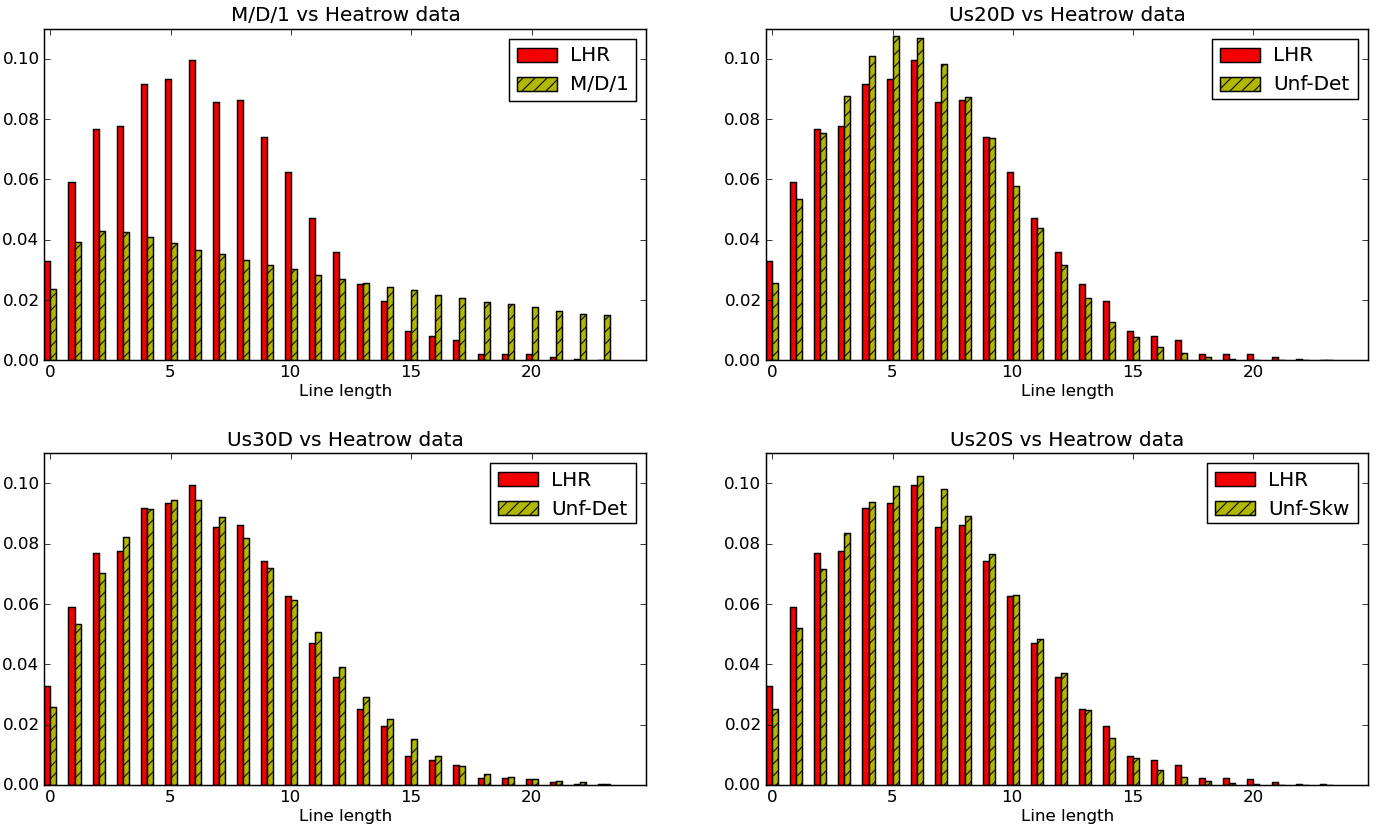 M/D/1 vs Heatrow data
LHR
M/D/1
0.10
0.08
0.06
0.04
0.02
0.00
0 5 10 15 20
Line length
Us20D vs Heatrow data
LHR
Unf-Det
0.10
0.08
0.06
0.04
0.02
0.00
0 5 10 15 20
Line length
Us30D vs Heatrow data
LHR
Unf-Det
0.10
0.08
0.06
0.04
0.02
0.00
0 5 10 15 20
Line length
Us20S vs Heatrow data
LHR
Unf-Skw
0.10
0.08
0.06
0.04
0.02
0.00
0 5 10 15 20
Line length